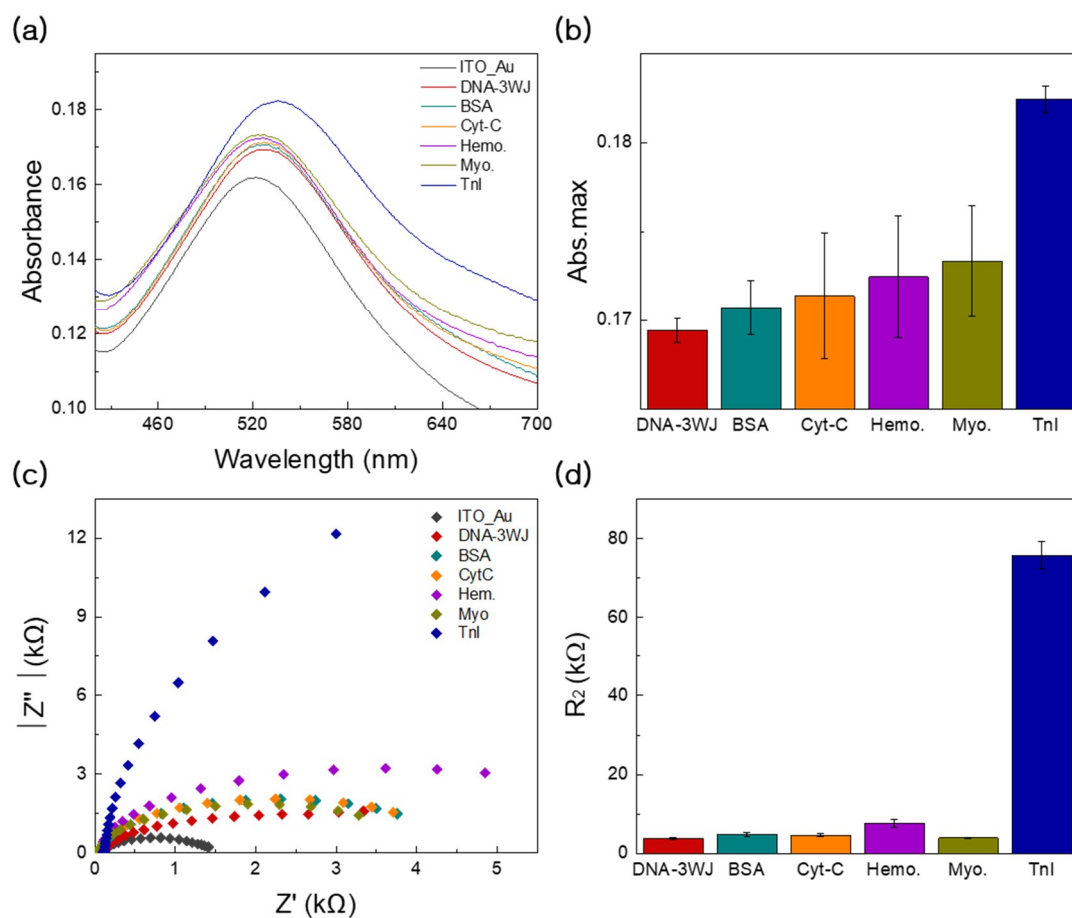 (a)
ITO_Au
DNA-3WJ
BSA
Cyt-C
Hemo.
Myo.
TnI
0.18
0.16
0.14
0.12
0.10
Absorbance
460
520
580
640
700
Wavelength (nm)
(b)
0.18
0.17
Abs.max
DNA-3WJ
BSA
Cyt-C
Hemo.
Myo.
TnI
(c)
ITO_Au
DNA-3WJ
BSA
CytC
Hem.
Myo
TnI
12
9
6
3
0
|Z''| (kΩ)
0
1
2
3
4
5
Z' (kΩ)
(d)
80
60
40
20
0
R2 (kΩ)
DNA-3WJ
BSA
Cyt-C
Hemo.
Myo.
TnI